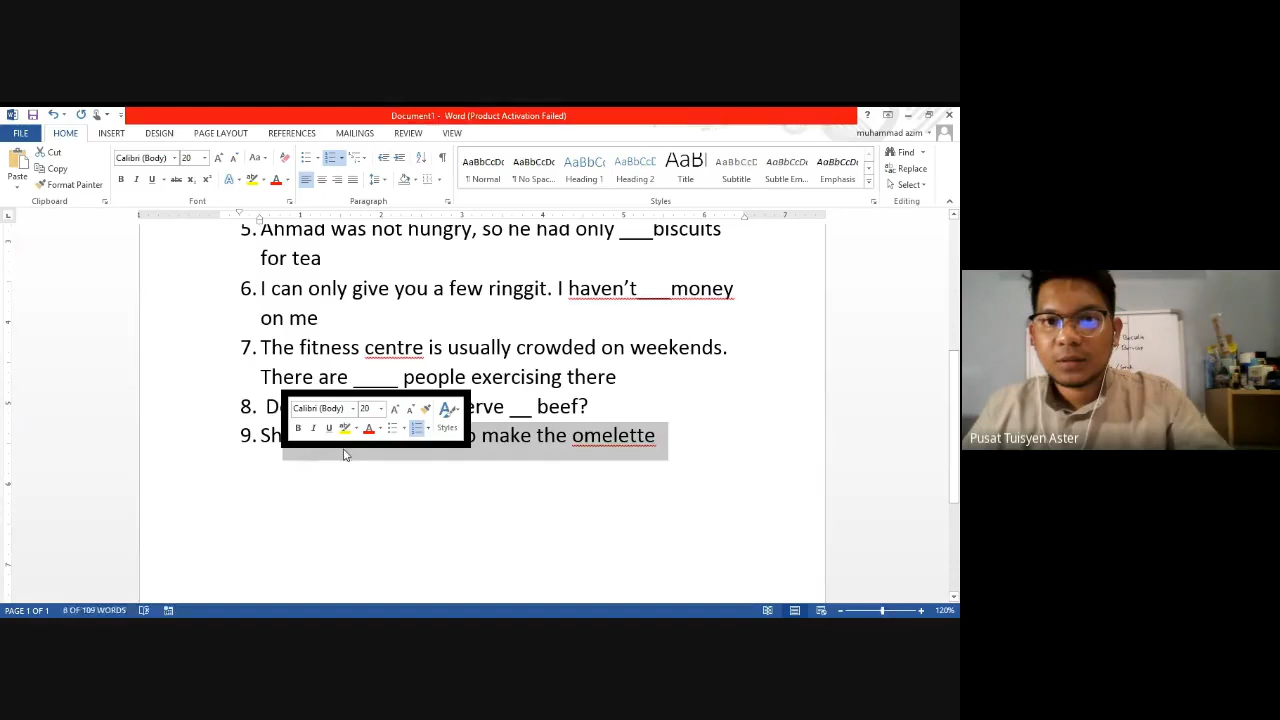 Document1 - Word (Product Activation Failed)
FILE HOME INSERT DESIGN PAGE LAYOUT REFERENCES MAILINGS REVIEW VIEW muhammad azim
Paste Cut Copy Format Painter
Calibri (Body) 20
AaBbCcDc AaBbCcDc AaBbCc AaBbCcE AaBl AaBbCcD AaBbCcDc AaBbCcDc
¶ Normal ¶ No Spac... Heading 1 Heading 2 Title Subtitle Subtle Em... Emphasis
Find Replace Select
Clipboard Font Paragraph Styles Editing
5. Ahmad was not hungry, so he had only ___biscuits
for tea
6. I can only give you a few ringgit. I haven't___money
on me
7. The fitness centre is usually crowded on weekends.
There are ____ people exercising there
8. D erve __ beef?
Calibri (Body) 20
Styles
9. Sh make the omelette
Pusat Tuisyen Aster
PAGE 1 OF 1 8 OF 109 WORDS 120%